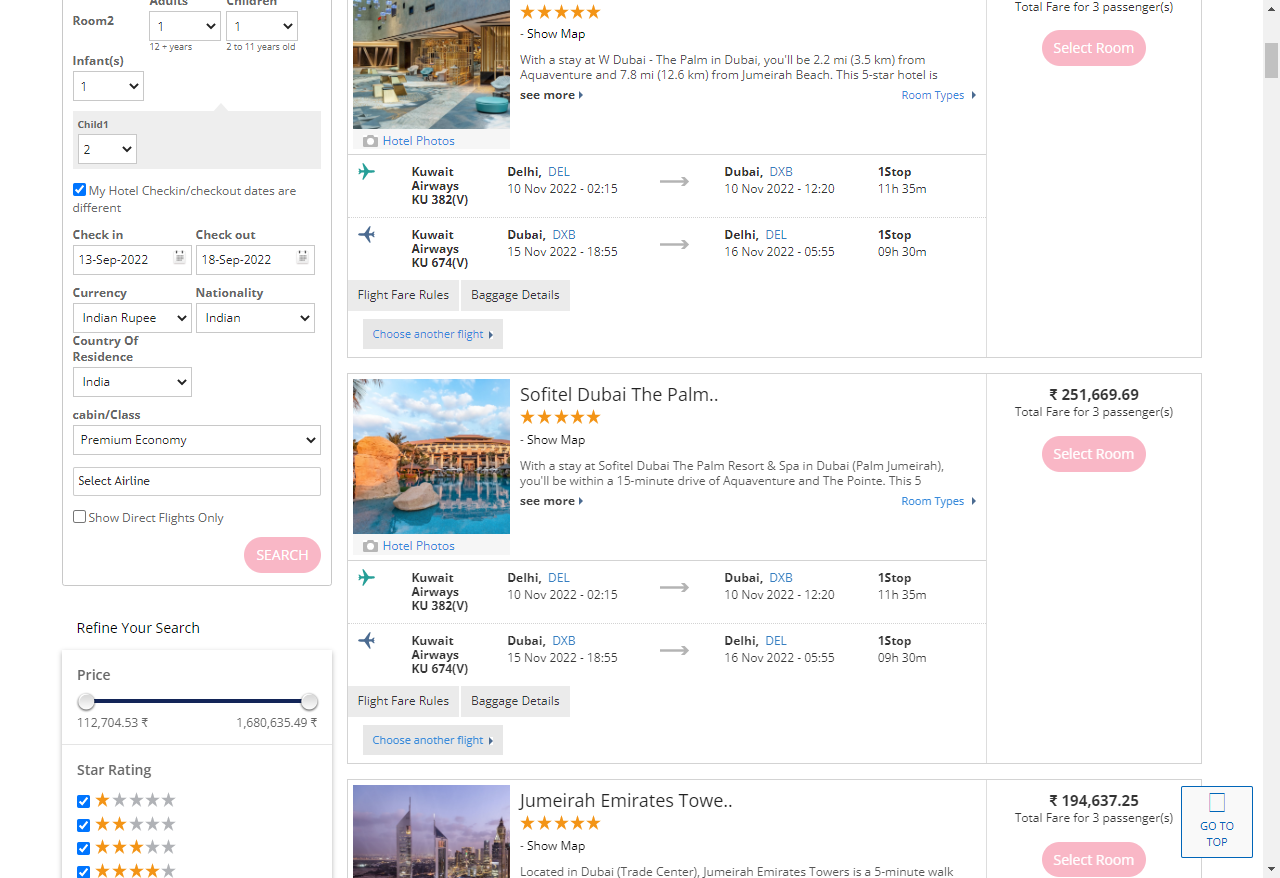 Adults
Children
Room2
1
1
12 + years
2 to 11 years old
Infant(s)
1
Child1
2
My Hotel Checkin/checkout dates are
different
Check in
Check out
13-Sep-2022
18-Sep-2022
Currency
Nationality
Indian Rupee
Indian
Country Of
Residence
India
cabin/Class
Premium Economy
Select Airline
Show Direct Flights Only
SEARCH
Refine Your Search
Price
112,704.53 ₹
1,680,635.49 ₹
Star Rating
- Show Map
With a stay at W Dubai - The Palm in Dubai, you'll be 2.2 mi (3.5 km) from
Aquaventure and 7.8 mi (12.6 km) from Jumeirah Beach. This 5-star hotel is
see more
Room Types
Hotel Photos
Total Fare for 3 passenger(s)
Select Room
Kuwait
Airways
KU 382(V)
Delhi, DEL
10 Nov 2022 - 02:15
Dubai, DXB
10 Nov 2022 - 12:20
1Stop
11h 35m
Kuwait
Airways
KU 674(V)
Dubai, DXB
15 Nov 2022 - 18:55
Delhi, DEL
16 Nov 2022 - 05:55
1Stop
09h 30m
Flight Fare Rules
Baggage Details
Choose another flight
Sofitel Dubai The Palm..
- Show Map
With a stay at Sofitel Dubai The Palm Resort & Spa in Dubai (Palm Jumeirah),
you'll be within a 15-minute drive of Aquaventure and The Pointe. This 5
see more
Room Types
Hotel Photos
₹ 251,669.69
Total Fare for 3 passenger(s)
Select Room
Kuwait
Airways
KU 382(V)
Delhi, DEL
10 Nov 2022 - 02:15
Dubai, DXB
10 Nov 2022 - 12:20
1Stop
11h 35m
Kuwait
Airways
KU 674(V)
Dubai, DXB
15 Nov 2022 - 18:55
Delhi, DEL
16 Nov 2022 - 05:55
1Stop
09h 30m
Flight Fare Rules
Baggage Details
Choose another flight
Jumeirah Emirates Towe..
- Show Map
Located in Dubai (Trade Center), Jumeirah Emirates Towers is a 5-minute walk
₹ 194,637.25
Total Fare for 3 passenger(s)
Select Room
GO TO
TOP